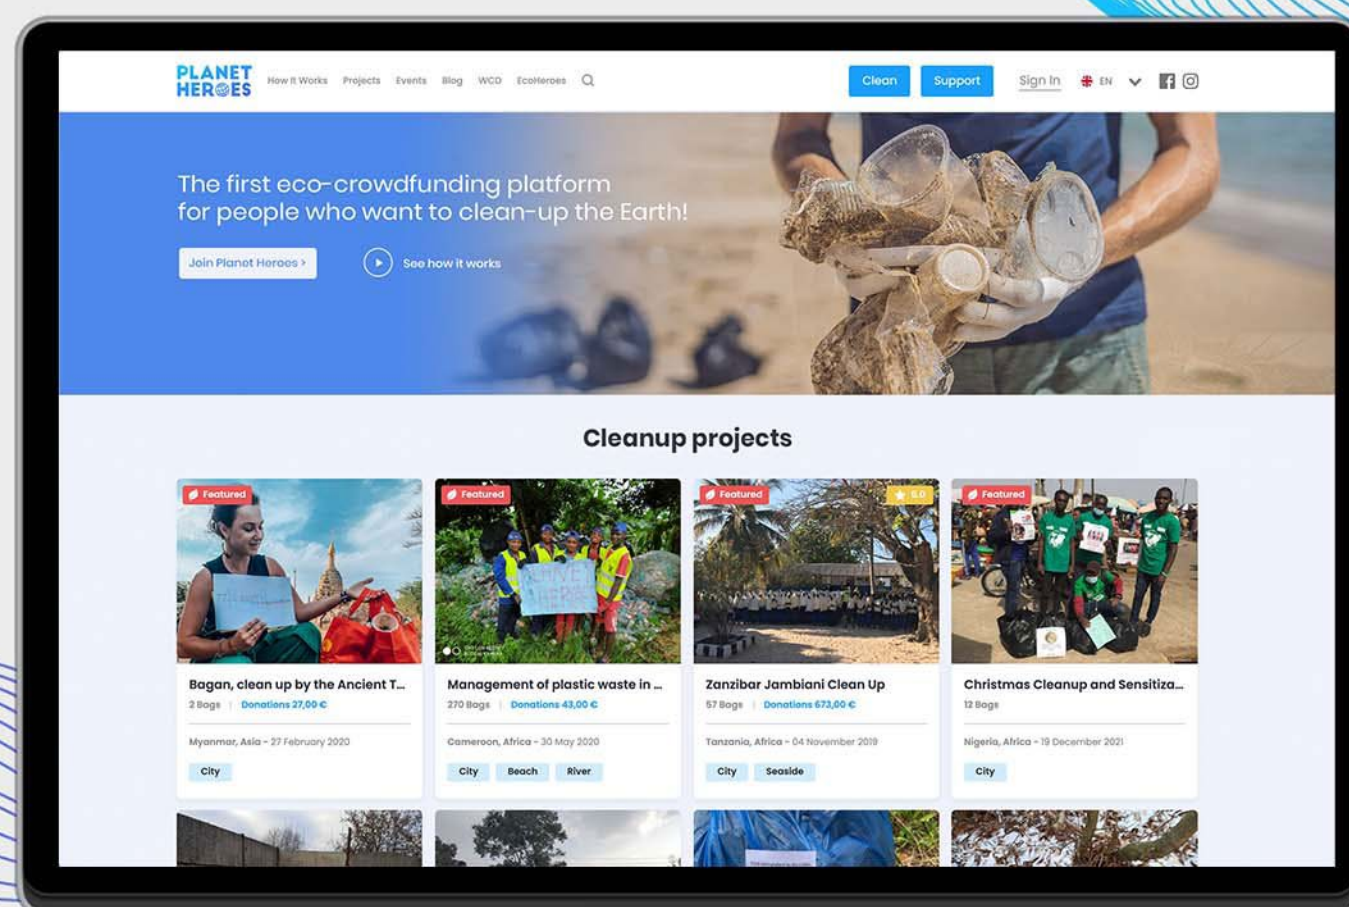 PLANET
HEROES
How It Works Projects Events Blog WCD EcoHeroes
Clean Support Sign In EN
The first eco-crowdfunding platform
for people who want to clean-up the Earth!
Join Planet Heroes >
See how it works
Cleanup projects
Featured
Bagan, clean up by the Ancient T...
2 Bags | Donations 27,00 €
Myanmar, Asia - 27 February 2020
City
Featured
PLANET
HEROES
Management of plastic waste in ...
270 Bags | Donations 43,00 €
Cameroon, Africa - 30 May 2020
City Beach River
Featured
5.0
Zanzibar Jambiani Clean Up
57 Bags | Donations 673,00 €
Tanzania, Africa - 04 November 2019
City Seaside
Featured
Christmas Cleanup and Sensitiza...
12 Bags
Nigeria, Africa - 19 December 2021
City